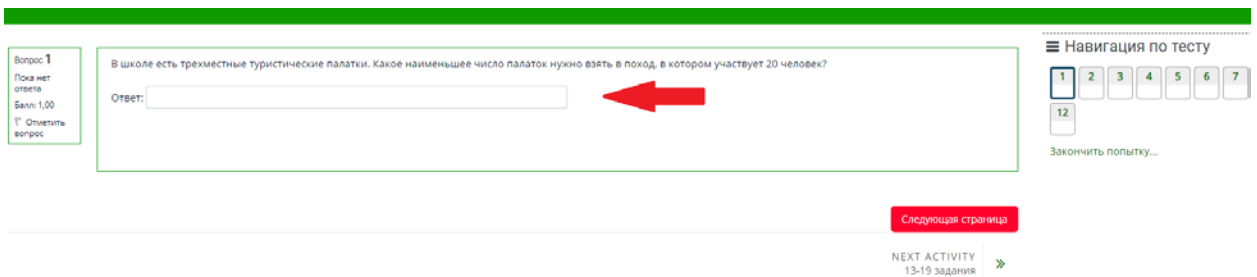 Вопрос 1
Пока нет
ответа
Балл: 1,00
Отметить
вопрос
В школе есть трехместные туристические палатки. Какое наименьшее число палаток нужно взять в поход, в котором участвует 20 человек?
Ответ:
Навигация по тесту
1 2 3 4 5 6 7
12
Закончить попытку...
Следующая страница
NEXT ACTIVITY
13-19 задания